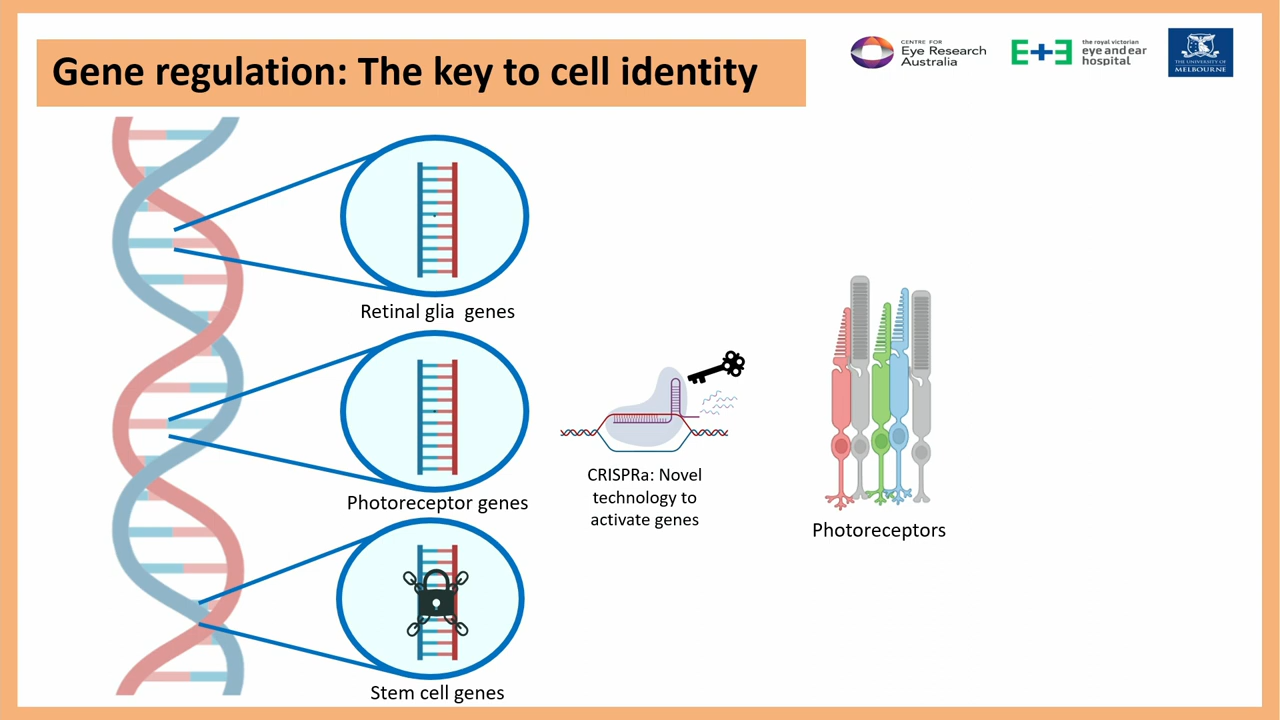 Gene regulation: The key to cell identity
CENTRE FOR
Eye Research
Australia
E+E
the royal victorian
eye and ear
hospital
THE UNIVERSITY OF
MELBOURNE
Retinal glia genes
Photoreceptor genes
Stem cell genes
CRISPRa: Novel
technology to
activate genes
Photoreceptors